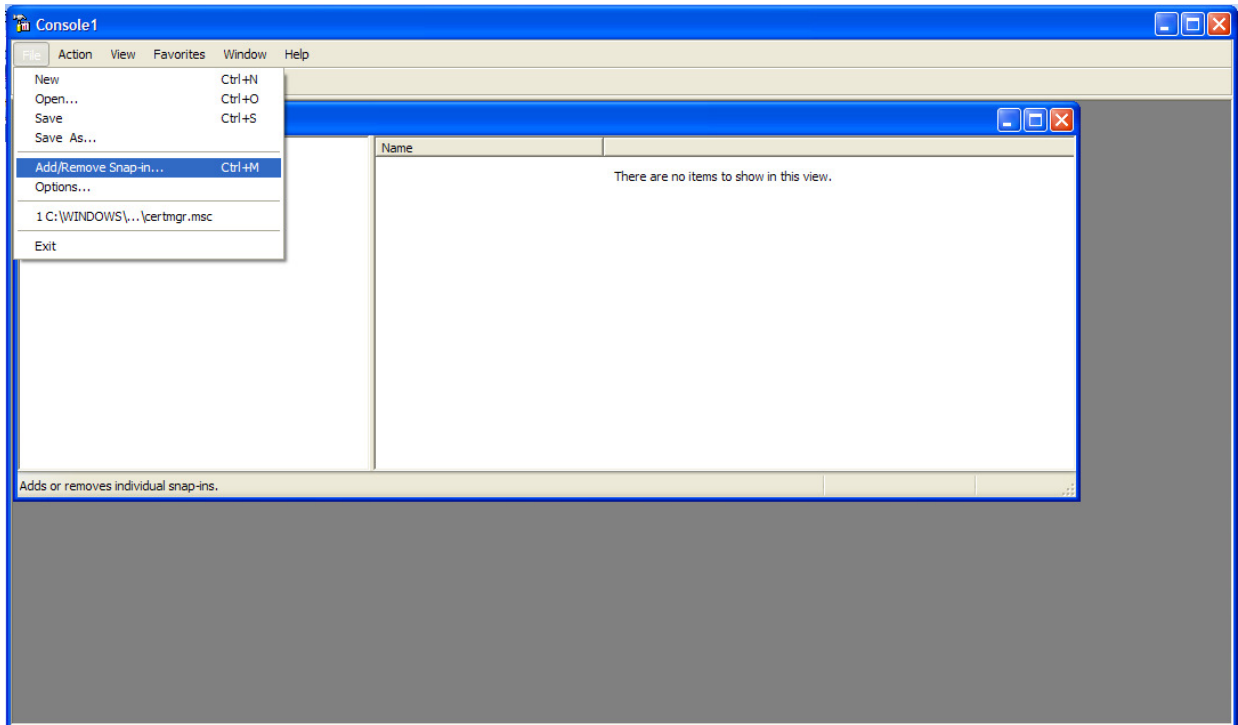 Console1
File Action View Favorites Window Help
New Ctrl+N
Open... Ctrl+O
Save Ctrl+S
Save As...
Add/Remove Snap-in... Ctrl+M
Options...
1 C:\WINDOWS\...\certmgr.msc
Exit
Name
There are no items to show in this view.
Adds or removes individual snap-ins.